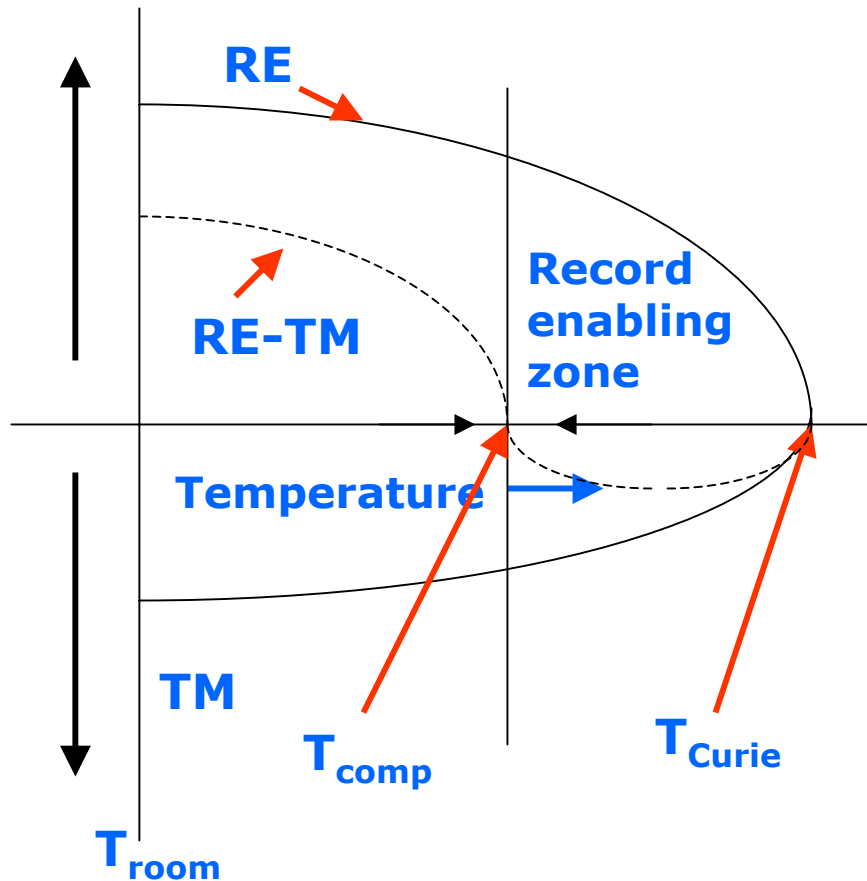 RE
Record
enabling
zone
RE-TM
Temperature
TM
Tcomp
TCurie
Troom